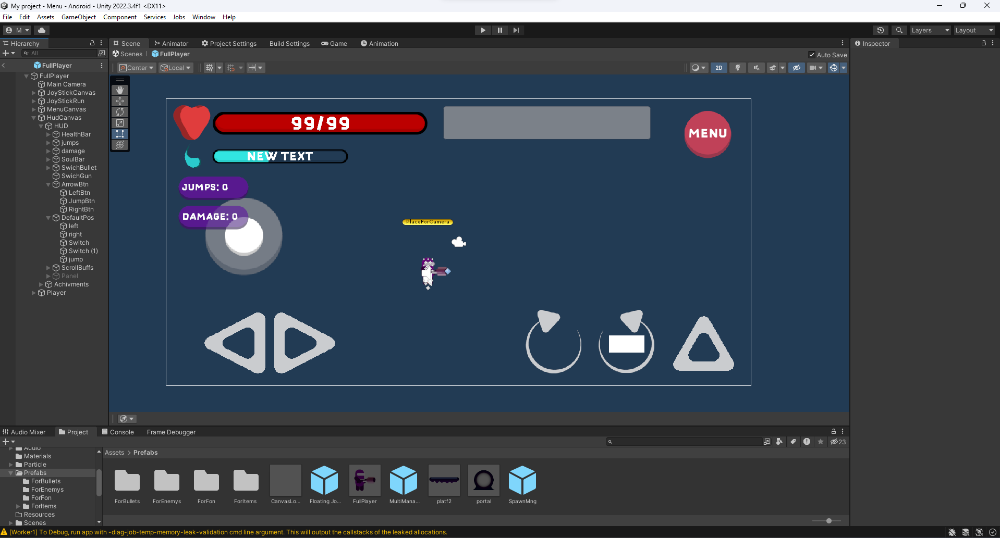 My project - Menu - Android - Unity 2022.3.4f1 <DX11>
File Edit Assets GameObject Component Services Jobs Window Help
M
Layers
Layout
Hierarchy
All
FullPlayer
FullPlayer
Main Camera
JoyStickCanvas
JoyStickRun
MenuCanvas
HudCanvas
HUD
HealthBar
jumps
damage
SoulBar
SwichBullet
SwichGun
ArrowBtn
LeftBtn
JumpBtn
RightBtn
DefaultPos
left
right
Switch
Switch (1)
jump
ScrollBuffs
Panel
Achivments
Player
Scene Animator Project Settings Build Settings Game Animation
Scenes FullPlayer
Auto Save
Center Local
2D
99/99
MENU
NEW TEXT
JUMPS: 0
DAMAGE: 0
PlaceForCamera
Inspector
Audio Mixer Project Console Frame Debugger
23
Audio
Materials
Particle
Prefabs
ForBullets
ForEnemys
ForFon
ForItems
Resources
Scenes
Assets > Prefabs
ForBullets ForEnemys ForFon ForItems CanvasLo... Floating Jo... FullPlayer MultiMana... platf2 portal SpawnMng
[Worker1] To Debug, run app with -diag-job-temp-memory-leak-validation cmd line argument. This will output the callstacks of the leaked allocations.